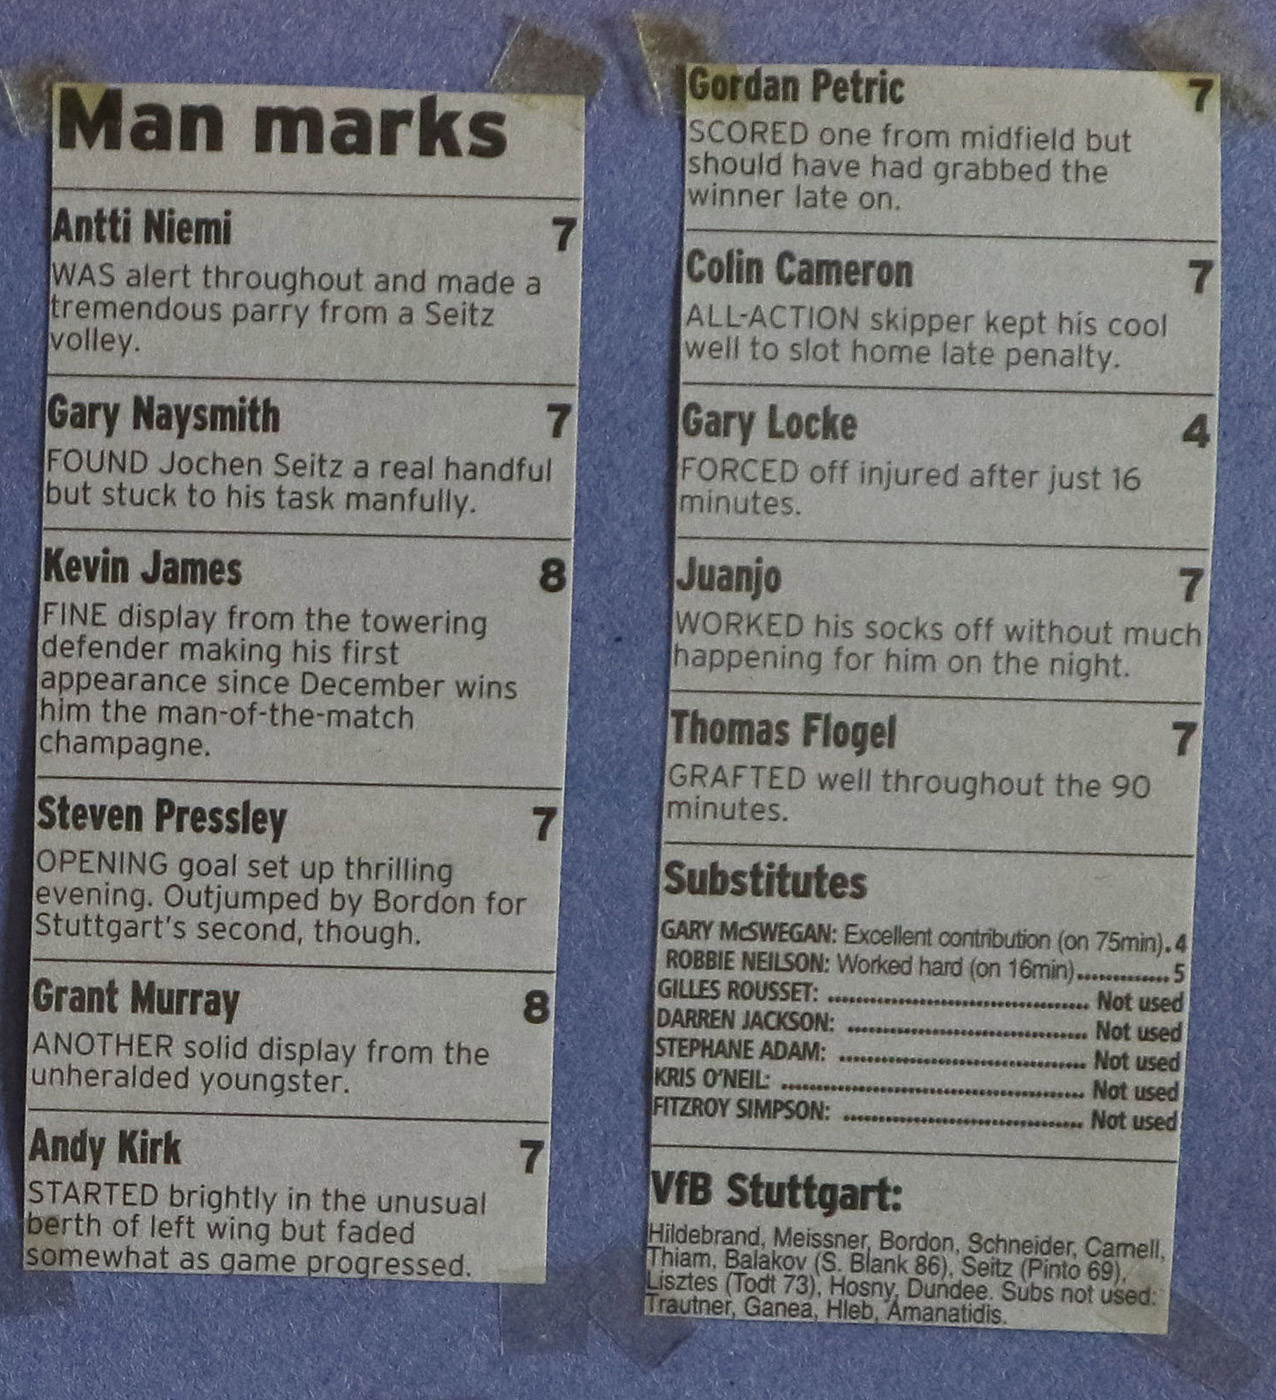 Man marks
Antti Niemi 7
WAS alert throughout and made a
tremendous parry from a Seitz
volley.
Gary Naysmith 7
FOUND Jochen Seitz a real handful
but stuck to his task manfully.
Kevin James 8
FINE display from the towering
defender making his first
appearance since December wins
him the man-of-the-match
champagne.
Steven Pressley 7
OPENING goal set up thrilling
evening. Outjumped by Bordon for
Stuttgart's second, though.
Grant Murray 8
ANOTHER solid display from the
unheralded youngster.
Andy Kirk 7
STARTED brightly in the unusual
berth of left wing but faded
somewhat as game progressed.
Gordan Petric 7
SCORED one from midfield but
should have had grabbed the
winner late on.
Colin Cameron 7
ALL-ACTION skipper kept his cool
well to slot home late penalty.
Gary Locke 4
FORCED off injured after just 16
minutes.
Juanjo 7
WORKED his socks off without much
happening for him on the night.
Thomas Flogel 7
GRAFTED well throughout the 90
minutes.
Substitutes
GARY McSWEGAN: Excellent contribution (on 75min). 4
ROBBIE NEILSON: Worked hard (on 16min)............. 5
GILLES ROUSSET: ..................................... Not used
DARREN JACKSON: .................................. Not used
STEPHANE ADAM: ................................... Not used
KRIS O'NEIL: ........................................... Not used
FITZROY SIMPSON: .................................. Not used
VfB Stuttgart:
Hildebrand, Meissner, Bordon, Schneider, Carnell,
Thiam, Balakov (S. Blank 86), Seitz (Pinto 69),
Lisztes (Todt 73), Hosny, Dundee. Subs not used:
Trautner, Ganea, Hleb, Amanatidis.